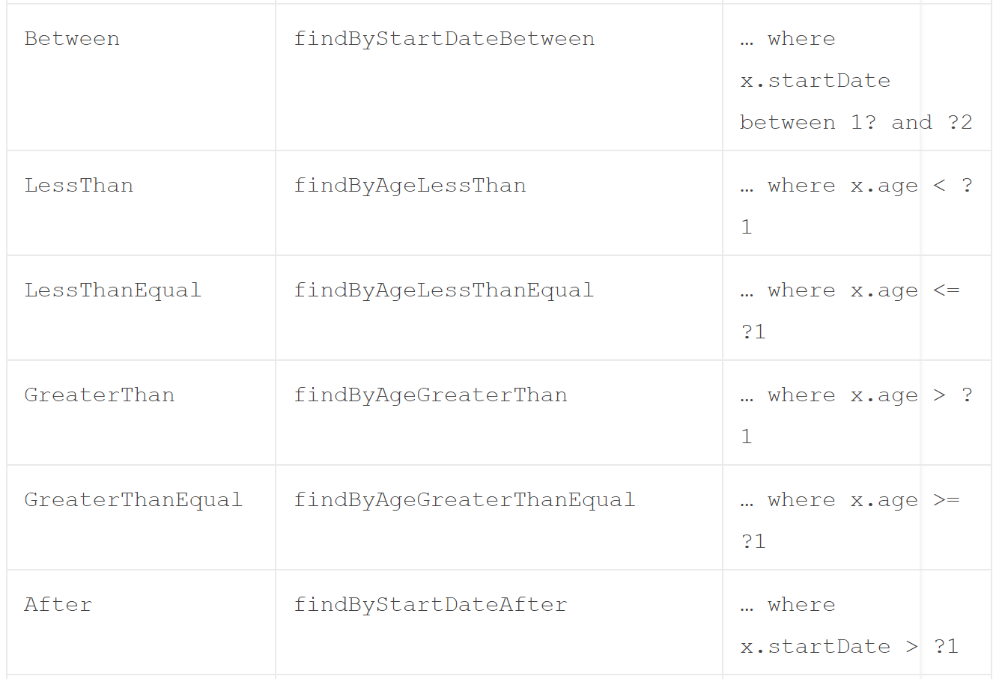 Between findByStartDateBetween … where
x.startDate
between 1? and ?2
LessThan findByAgeLessThan … where x.age < ?
1
LessThanEqual findByAgeLessThanEqual … where x.age <=
?1
GreaterThan findByAgeGreaterThan … where x.age > ?
1
GreaterThanEqual findByAgeGreaterThanEqual … where x.age >=
?1
After findByStartDateAfter … where
x.startDate > ?1